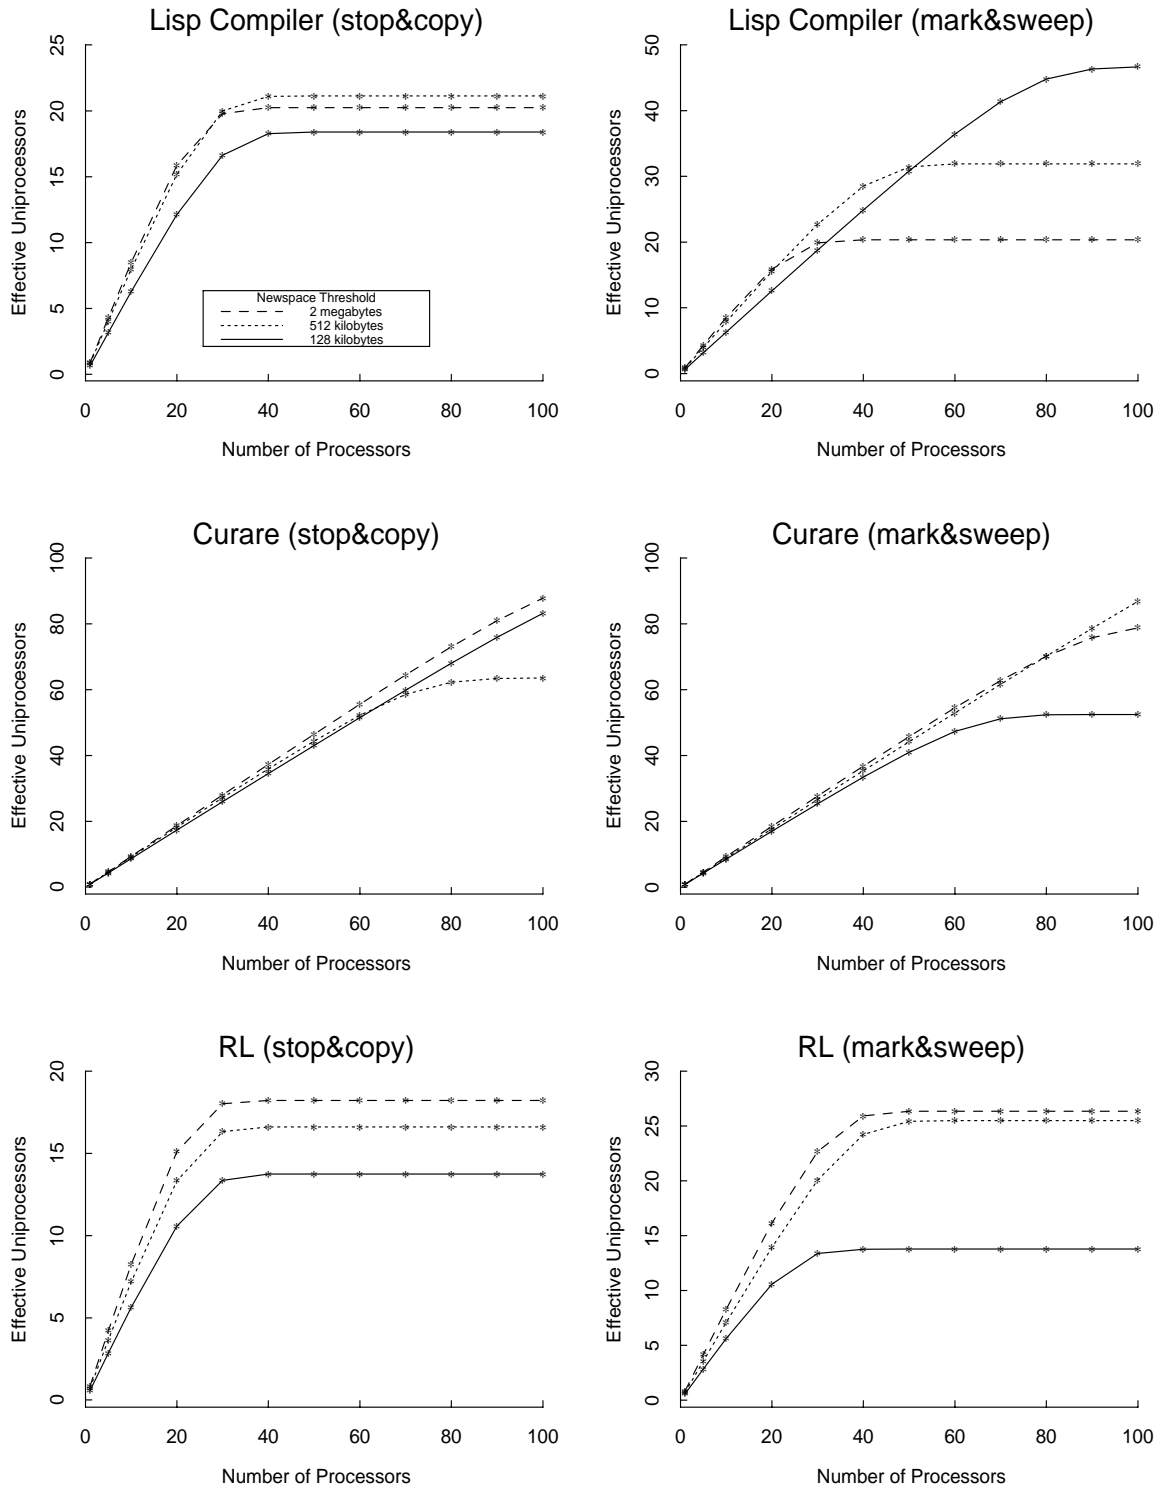 Lisp Compiler (stop&copy)
Effective Uniprocessors
25
20
15
10
5
0
Newspace Threshold
2 megabytes
512 kilobytes
128 kilobytes
0 20 40 60 80 100
Number of Processors
Lisp Compiler (mark&sweep)
Effective Uniprocessors
50
40
30
20
10
0
0 20 40 60 80 100
Number of Processors
Curare (stop&copy)
Effective Uniprocessors
100
80
60
40
20
0
0 20 40 60 80 100
Number of Processors
Curare (mark&sweep)
Effective Uniprocessors
100
80
60
40
20
0
0 20 40 60 80 100
Number of Processors
RL (stop&copy)
Effective Uniprocessors
20
15
10
5
0
0 20 40 60 80 100
Number of Processors
RL (mark&sweep)
Effective Uniprocessors
30
25
20
15
10
5
0
0 20 40 60 80 100
Number of Processors